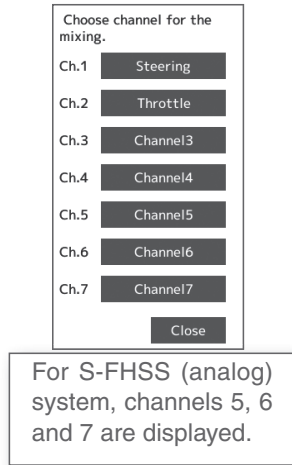 Choose channel for the
mixing.
Ch.1 Steering
Ch.2 Throttle
Ch.3 Channel3
Ch.4 Channel4
Ch.5 Channel5
Ch.6 Channel6
Ch.7 Channel7
Close
For S-FHSS (analog)
system, channels 5, 6
and 7 are displayed.